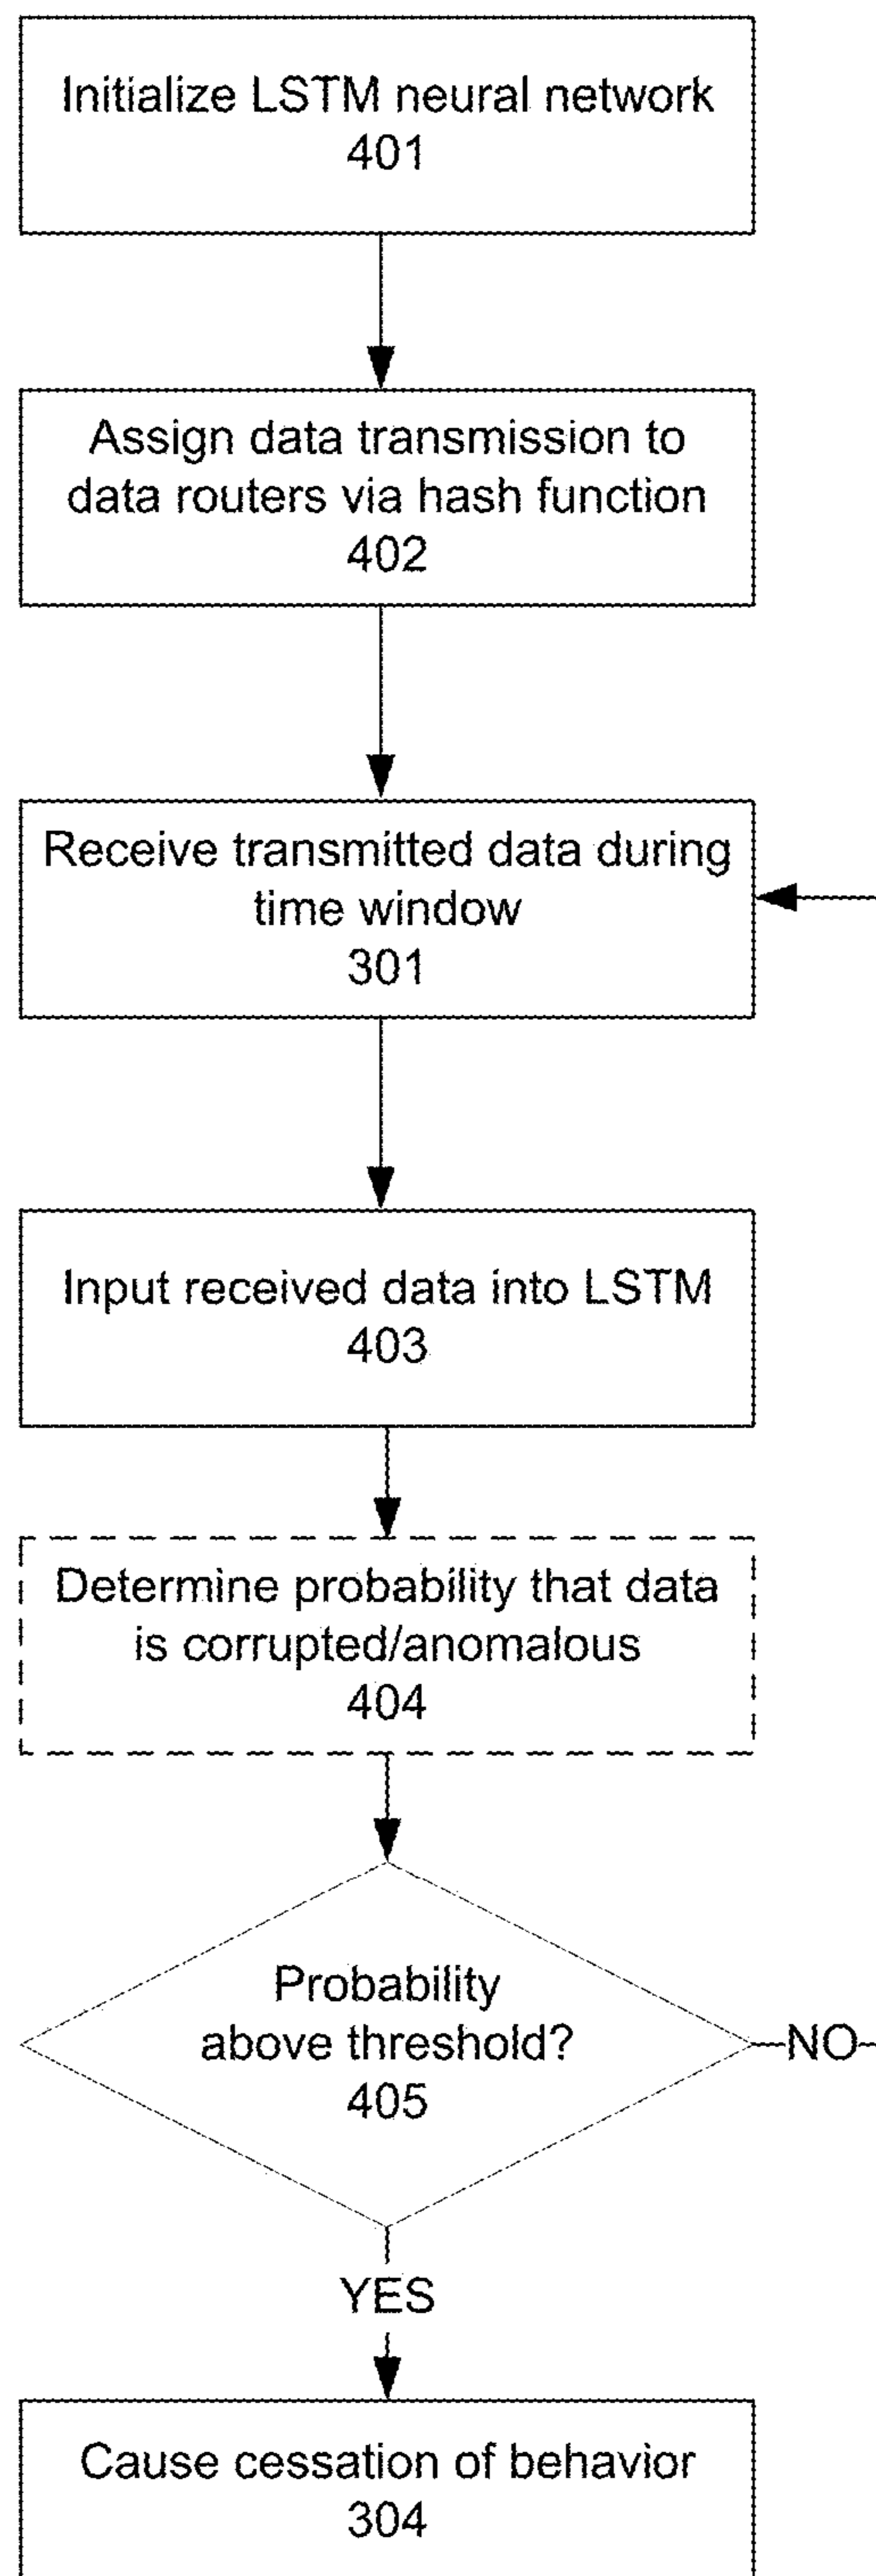 Initialize LSTM neural network
401
Assign data transmission to
data routers via hash function
402
Receive transmitted data during
time window
301
Input received data into LSTM
403
Determine probability that data
is corrupted/anomalous
404
Probability
above threshold?
405
NO
YES
Cause cessation of behavior
304